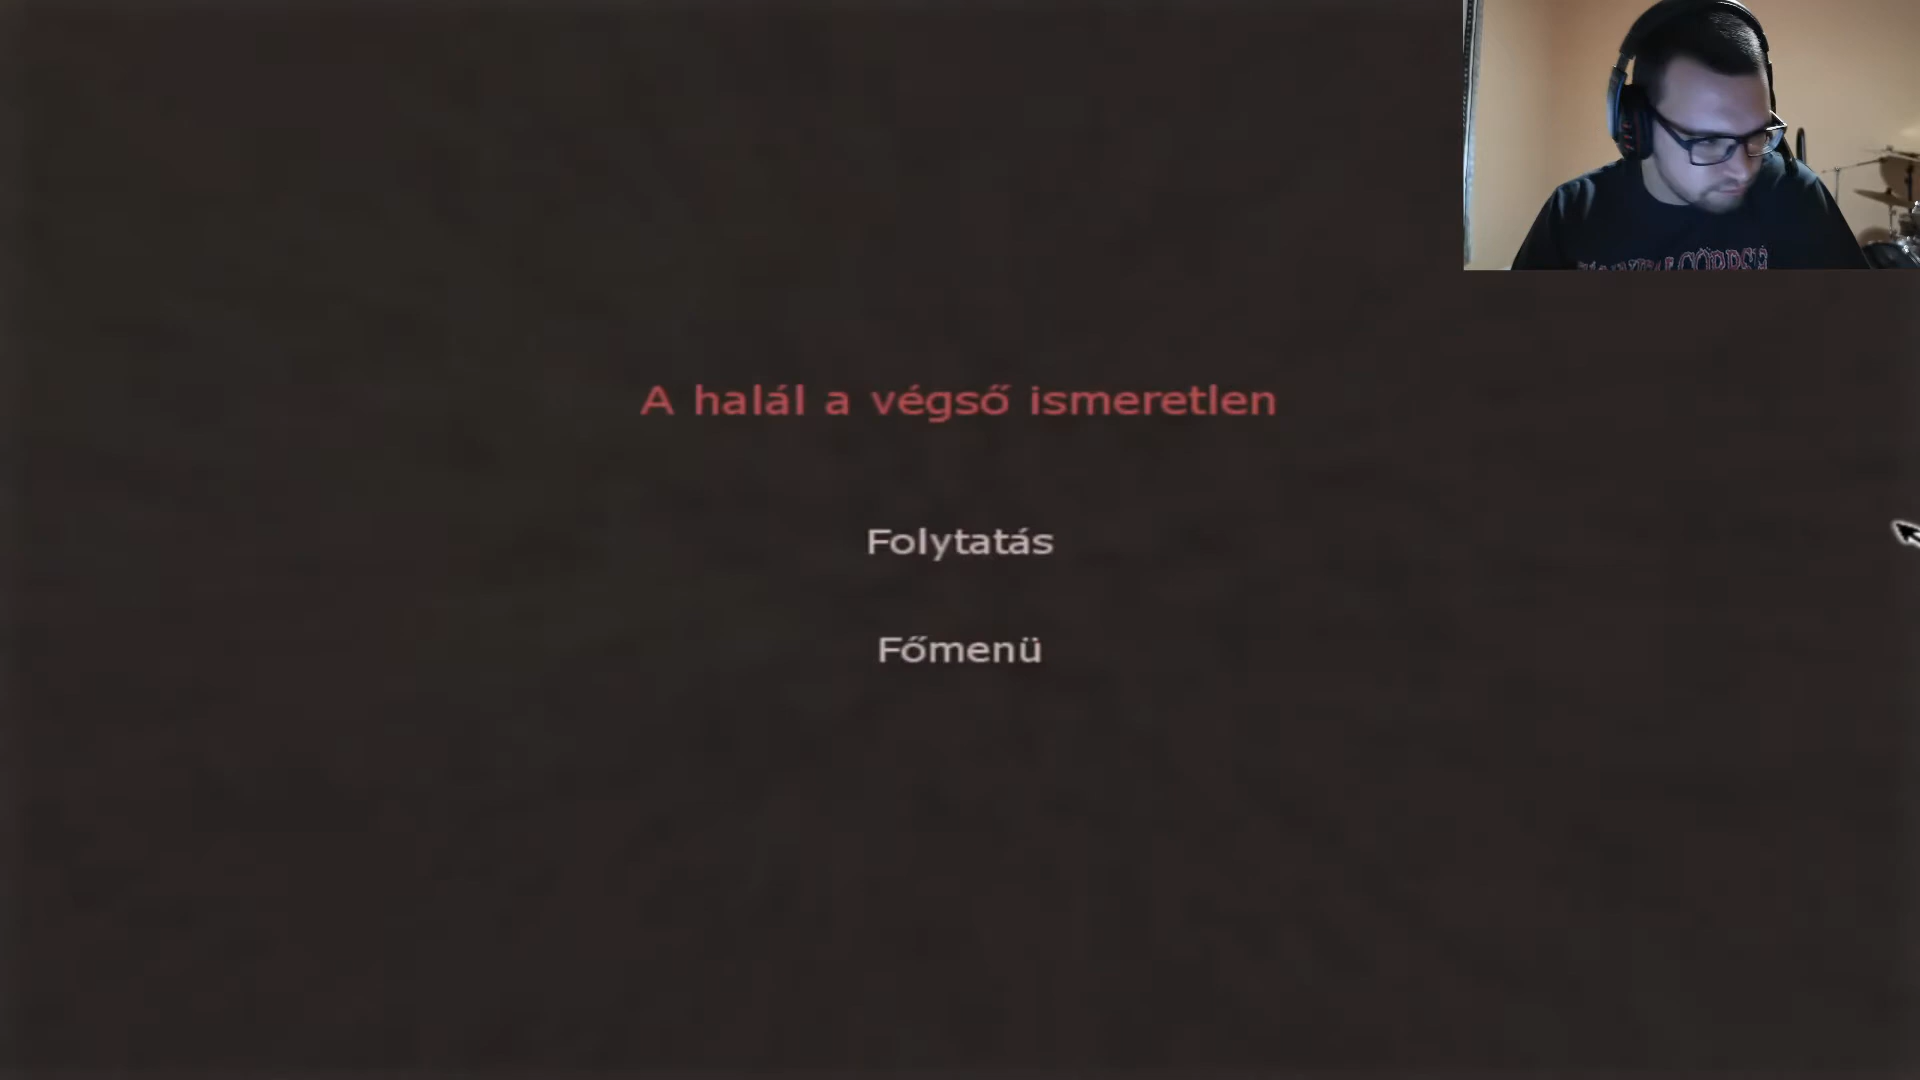 A halál a végső ismeretlen
Folytatás
Főmenü